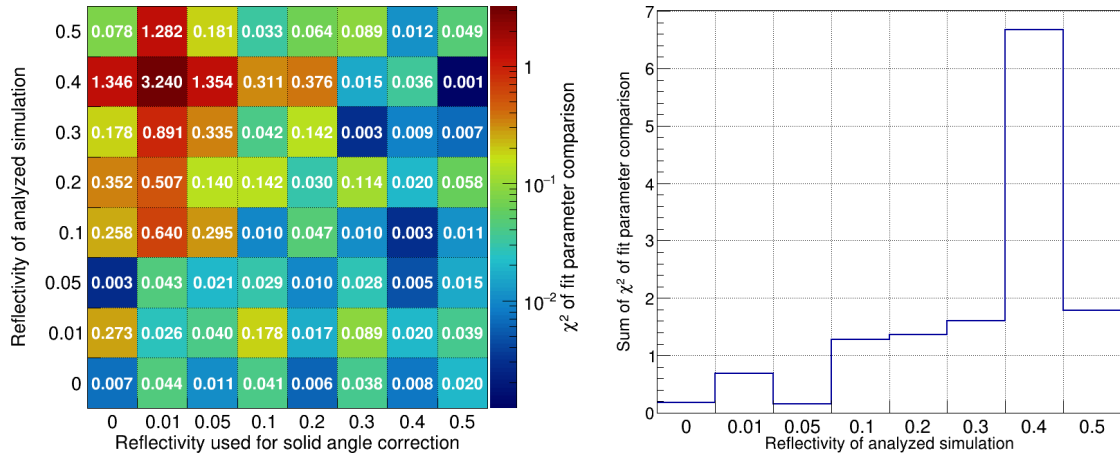 0.5 0.078 1.282 0.181 0.033 0.064 0.089 0.012 0.049
0.4 1.346 3.240 1.354 0.311 0.376 0.015 0.036 0.001
0.3 0.178 0.891 0.335 0.042 0.142 0.003 0.009 0.007
0.2 0.352 0.507 0.140 0.142 0.030 0.114 0.020 0.058
0.1 0.258 0.640 0.295 0.010 0.047 0.010 0.003 0.011
0.05 0.003 0.043 0.021 0.029 0.010 0.028 0.005 0.015
0.01 0.273 0.026 0.040 0.178 0.017 0.089 0.020 0.039
0 0.007 0.044 0.011 0.041 0.006 0.038 0.008 0.020
0 0.01 0.05 0.1 0.2 0.3 0.4 0.5
Reflectivity used for solid angle correction
Reflectivity of analyzed simulation
1
10⁻¹
10⁻²
χ² of fit parameter comparison
7
6
5
4
3
2
1
0
Sum of χ² of fit parameter comparison
0 0.01 0.05 0.1 0.2 0.3 0.4 0.5
Reflectivity of analyzed simulation